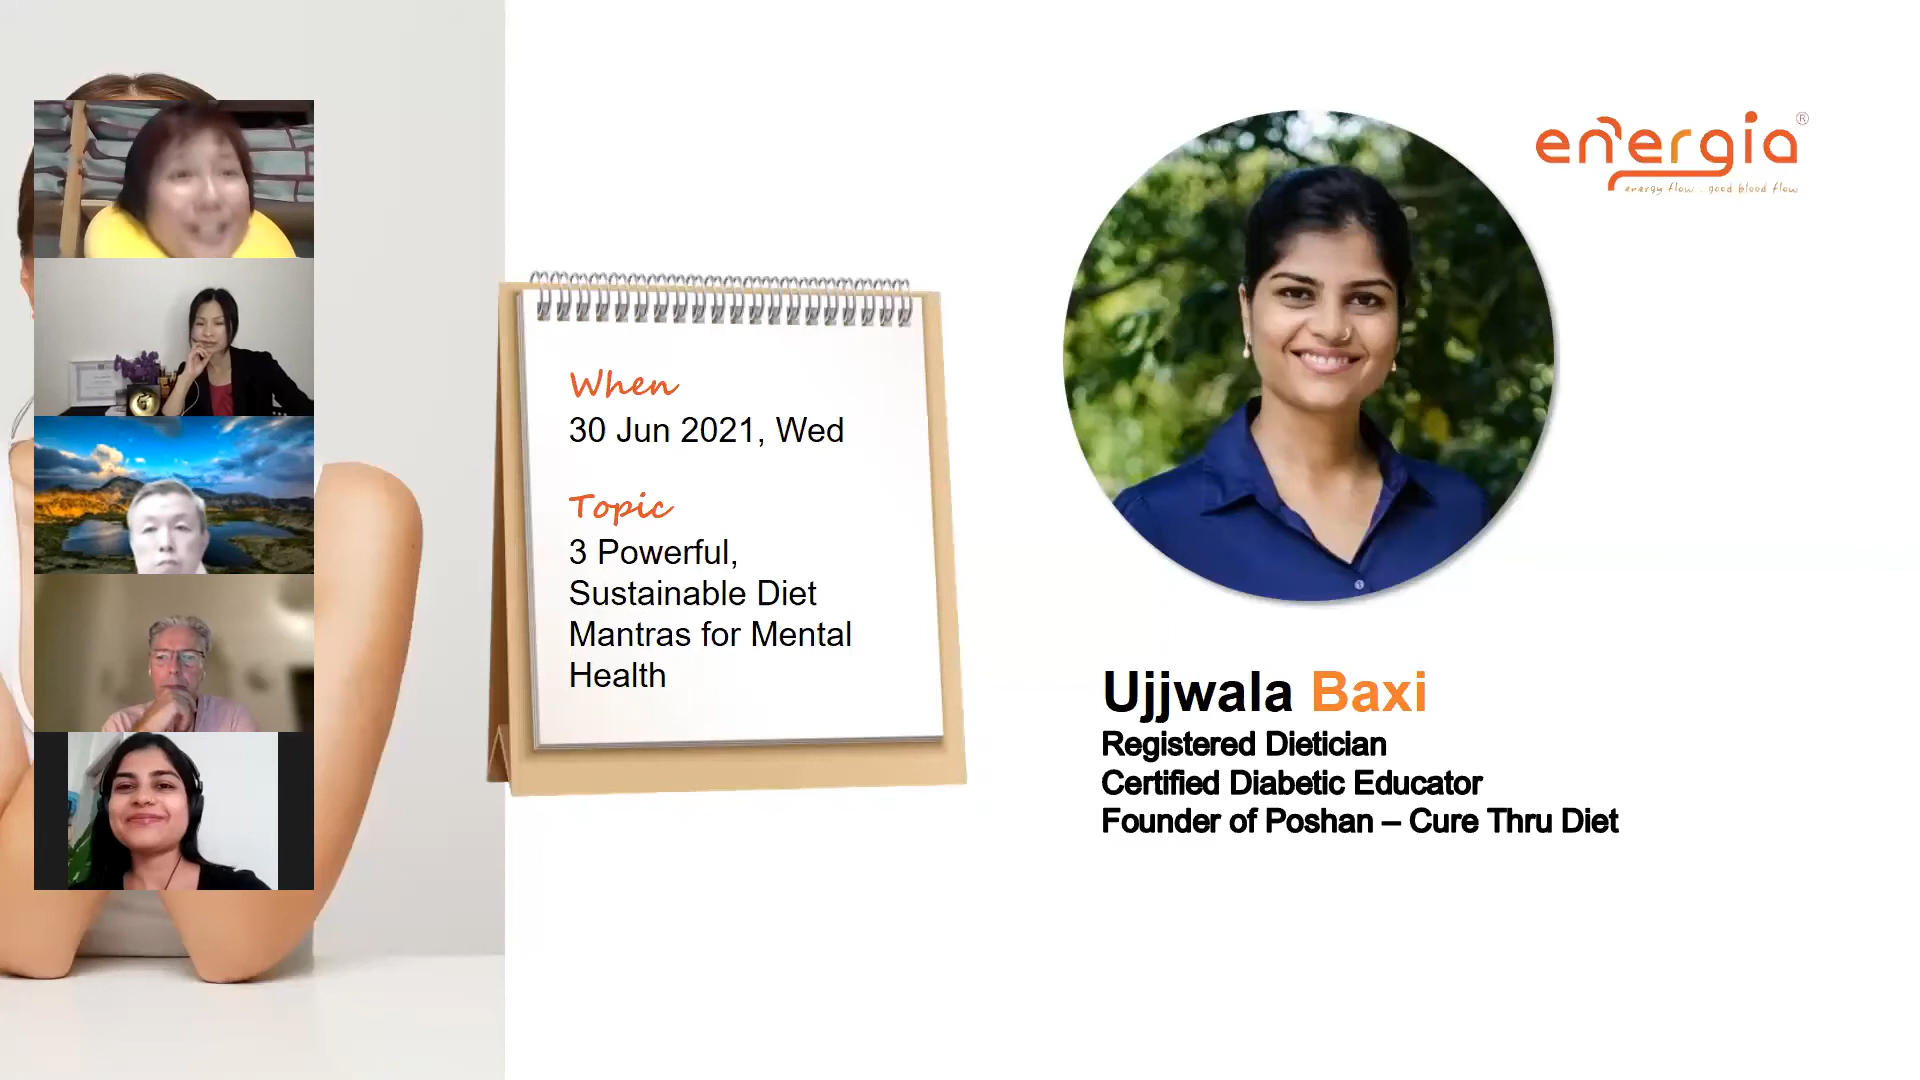 energia®
energy flow . good blood flow
When
30 Jun 2021, Wed
Topic
3 Powerful,
Sustainable Diet
Mantras for Mental
Health
Ujjwala Baxi
Registered Dietician
Certified Diabetic Educator
Founder of Poshan – Cure Thru Diet